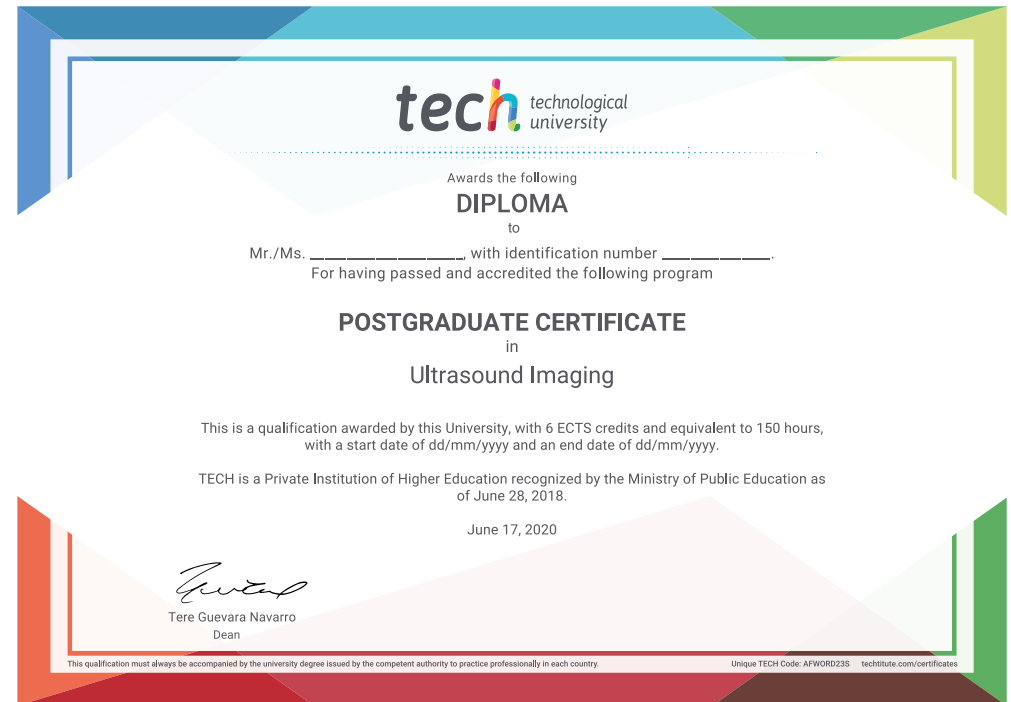 tech technological
university
Awards the following
DIPLOMA
to
Mr./Ms. ____________________, with identification number ______________.
For having passed and accredited the following program
POSTGRADUATE CERTIFICATE
in
Ultrasound Imaging
This is a qualification awarded by this University, with 6 ECTS credits and equivalent to 150 hours,
with a start date of dd/mm/yyyy and an end date of dd/mm/yyyy.
TECH is a Private Institution of Higher Education recognized by the Ministry of Public Education as
of June 28, 2018.
June 17, 2020
Tere Guevara Navarro
Dean
This qualification must always be accompanied by the university degree issued by the competent authority to practice professionally in each country.
Unique TECH Code: AFWORD23S techtitute.com/certificates